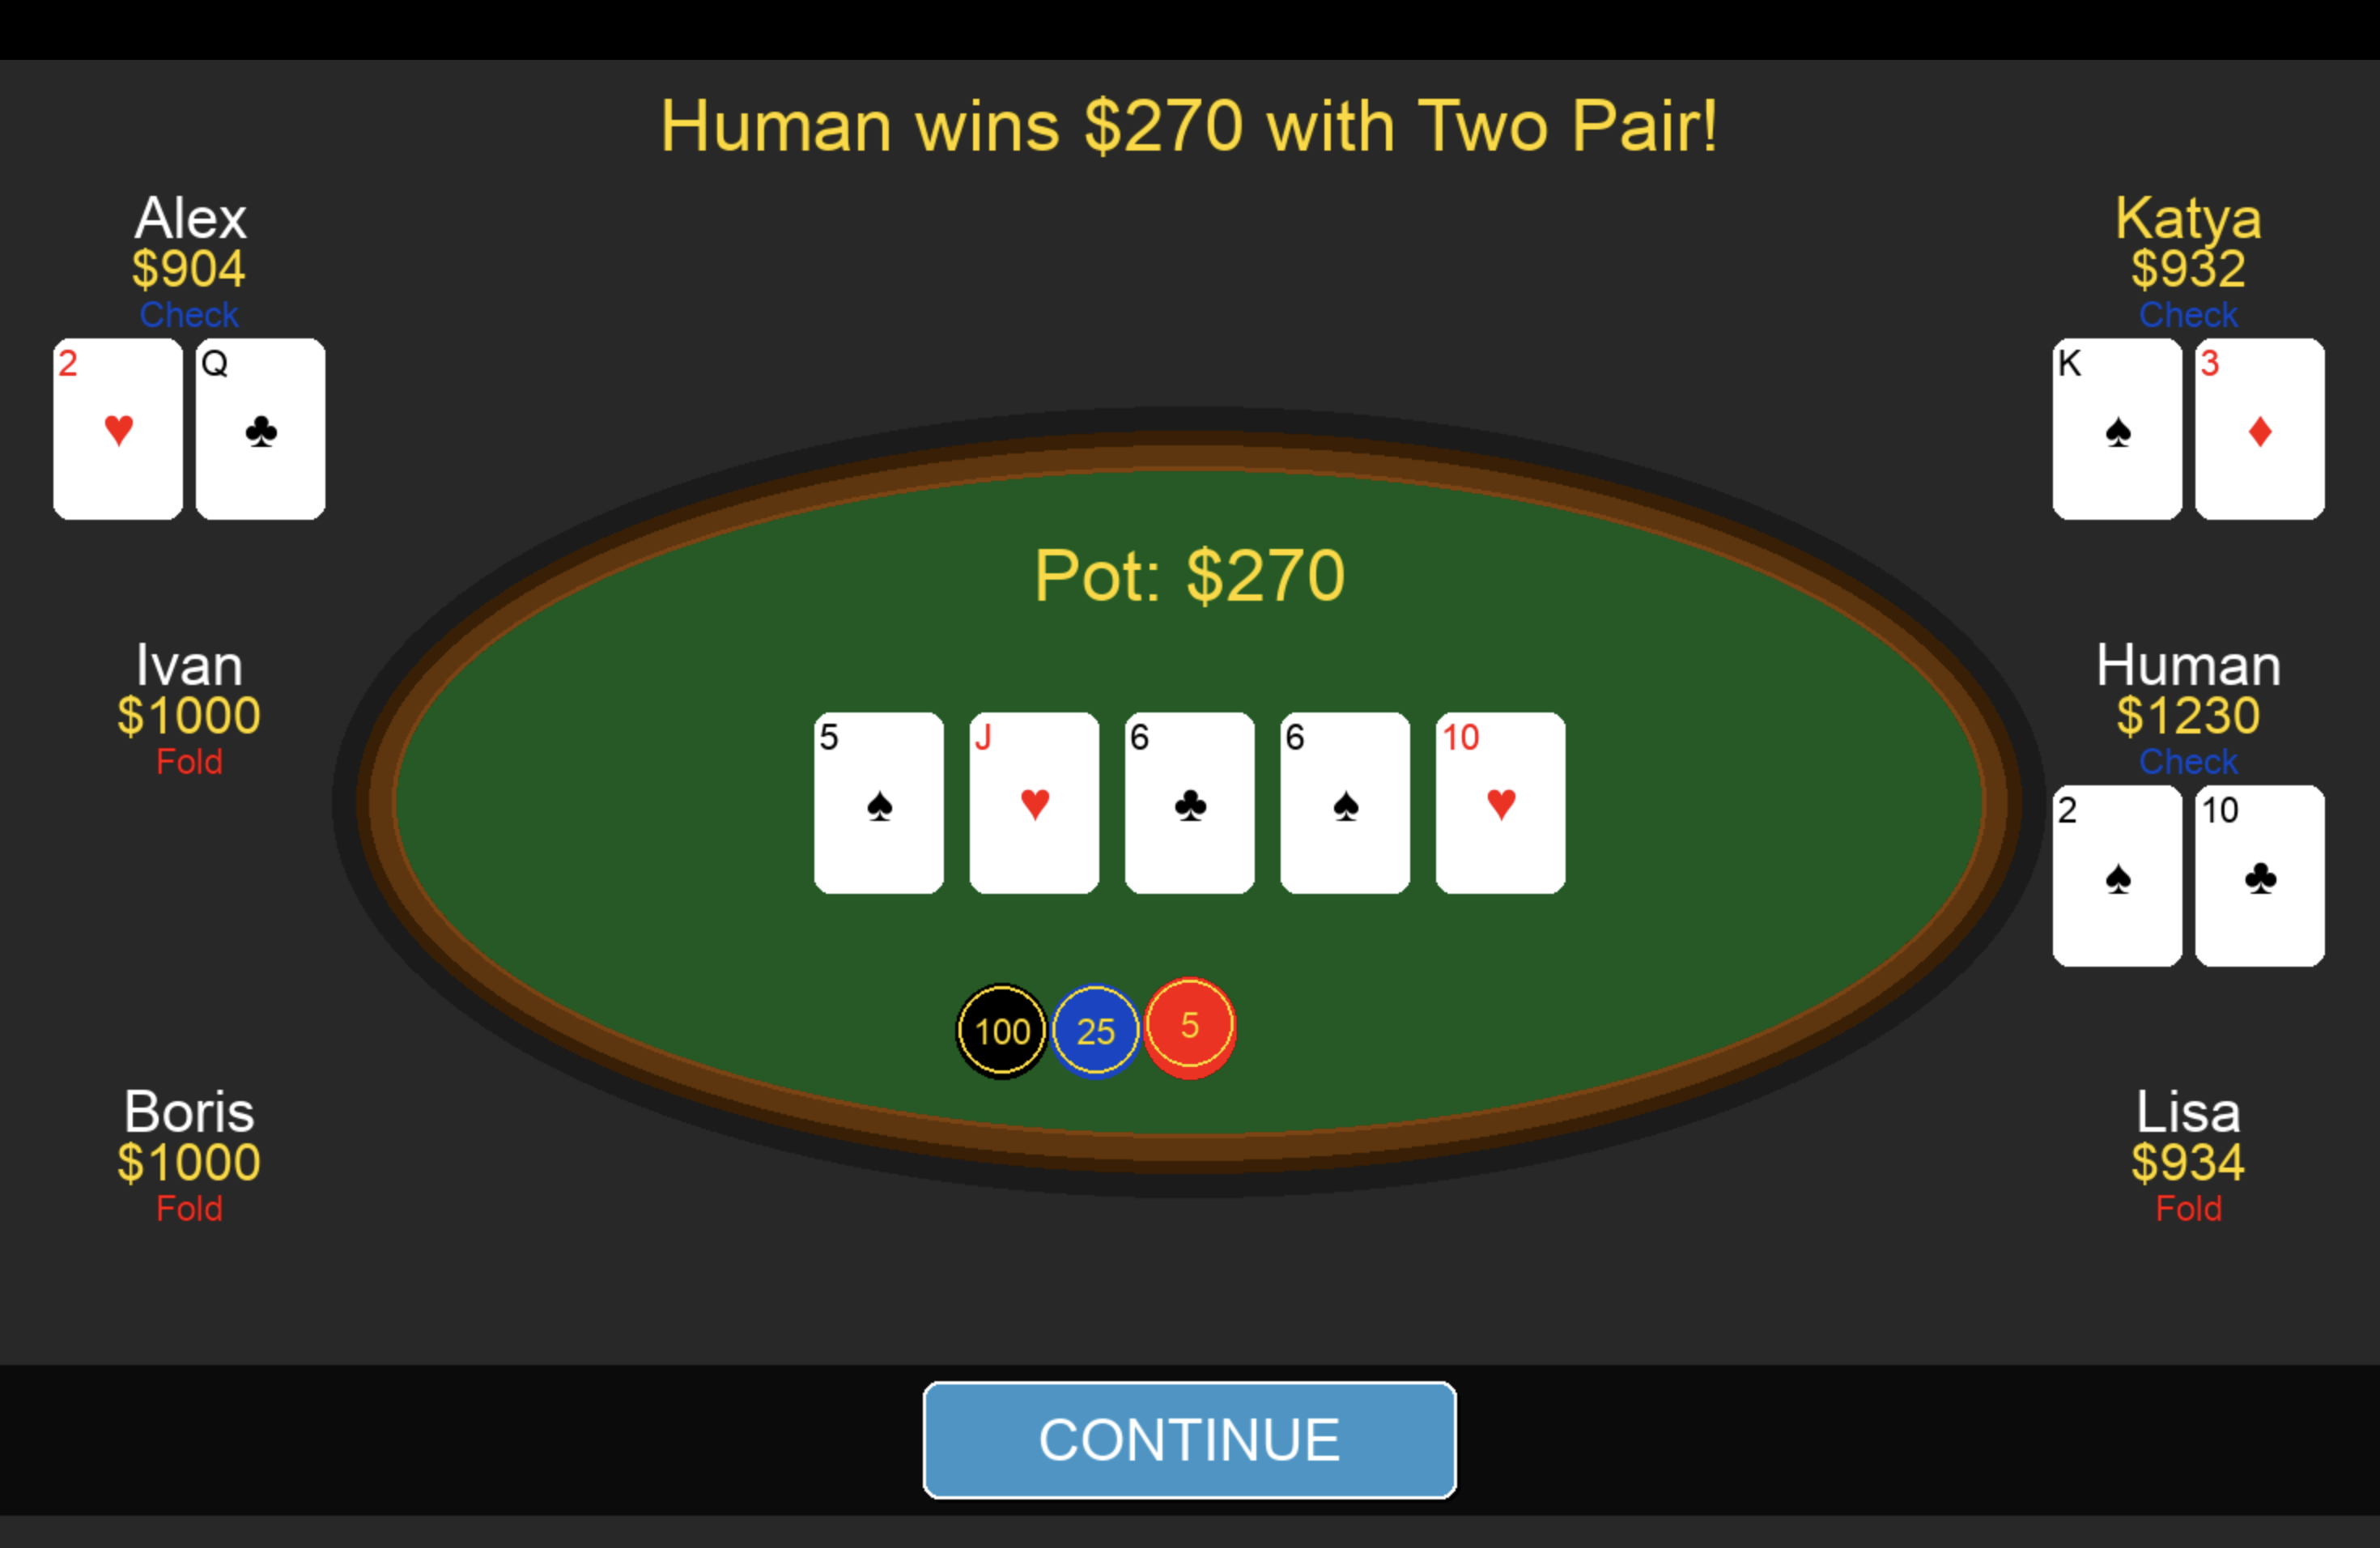 Human wins $270 with Two Pair!
Alex
$904
Check
2 Q
Katya
$932
Check
K 3
Pot: $270
Ivan
$1000
Fold
Human
$1230
Check
2 10
5 J 6 6 10
100 25 5
Boris
$1000
Fold
Lisa
$934
Fold
CONTINUE